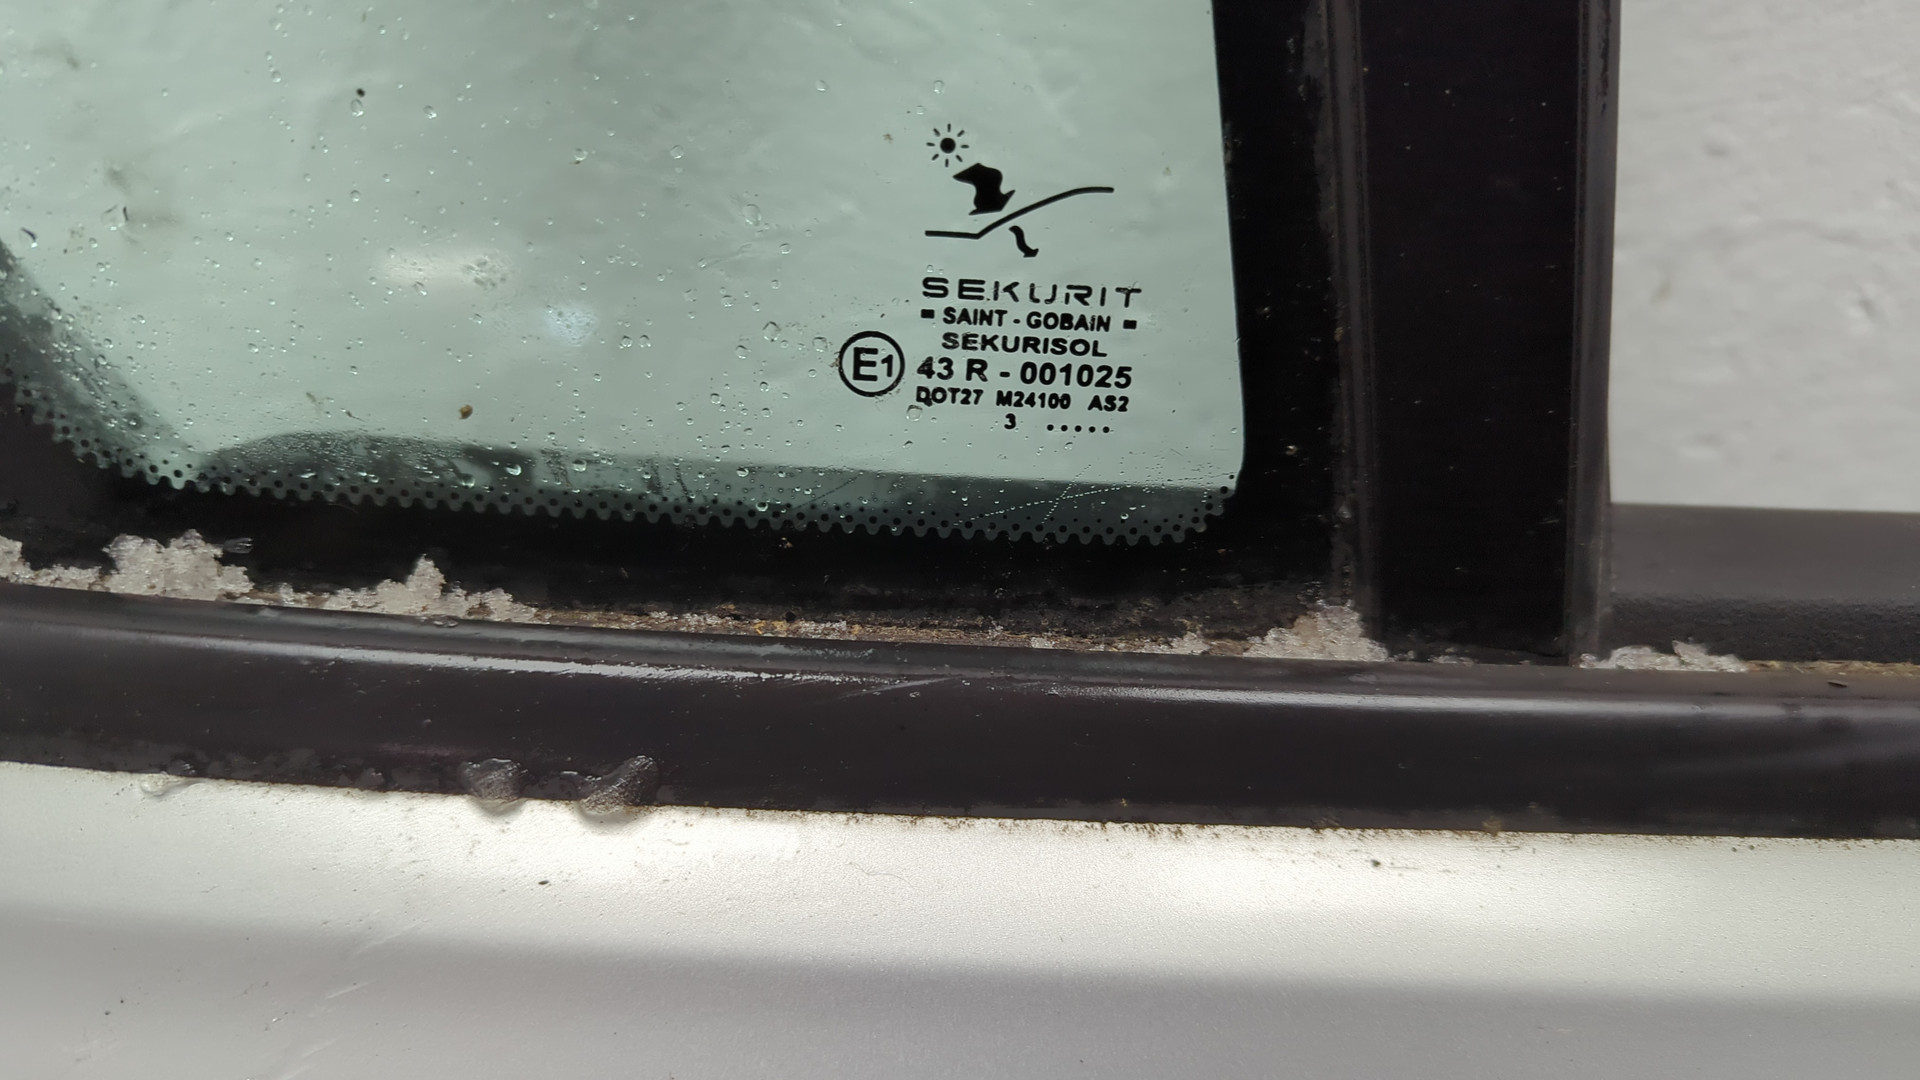 SEKURIT
SAINT - GOBAIN
SEKURISOL
E1 43 R - 001025
DOT27 M24100 AS2
3 .....